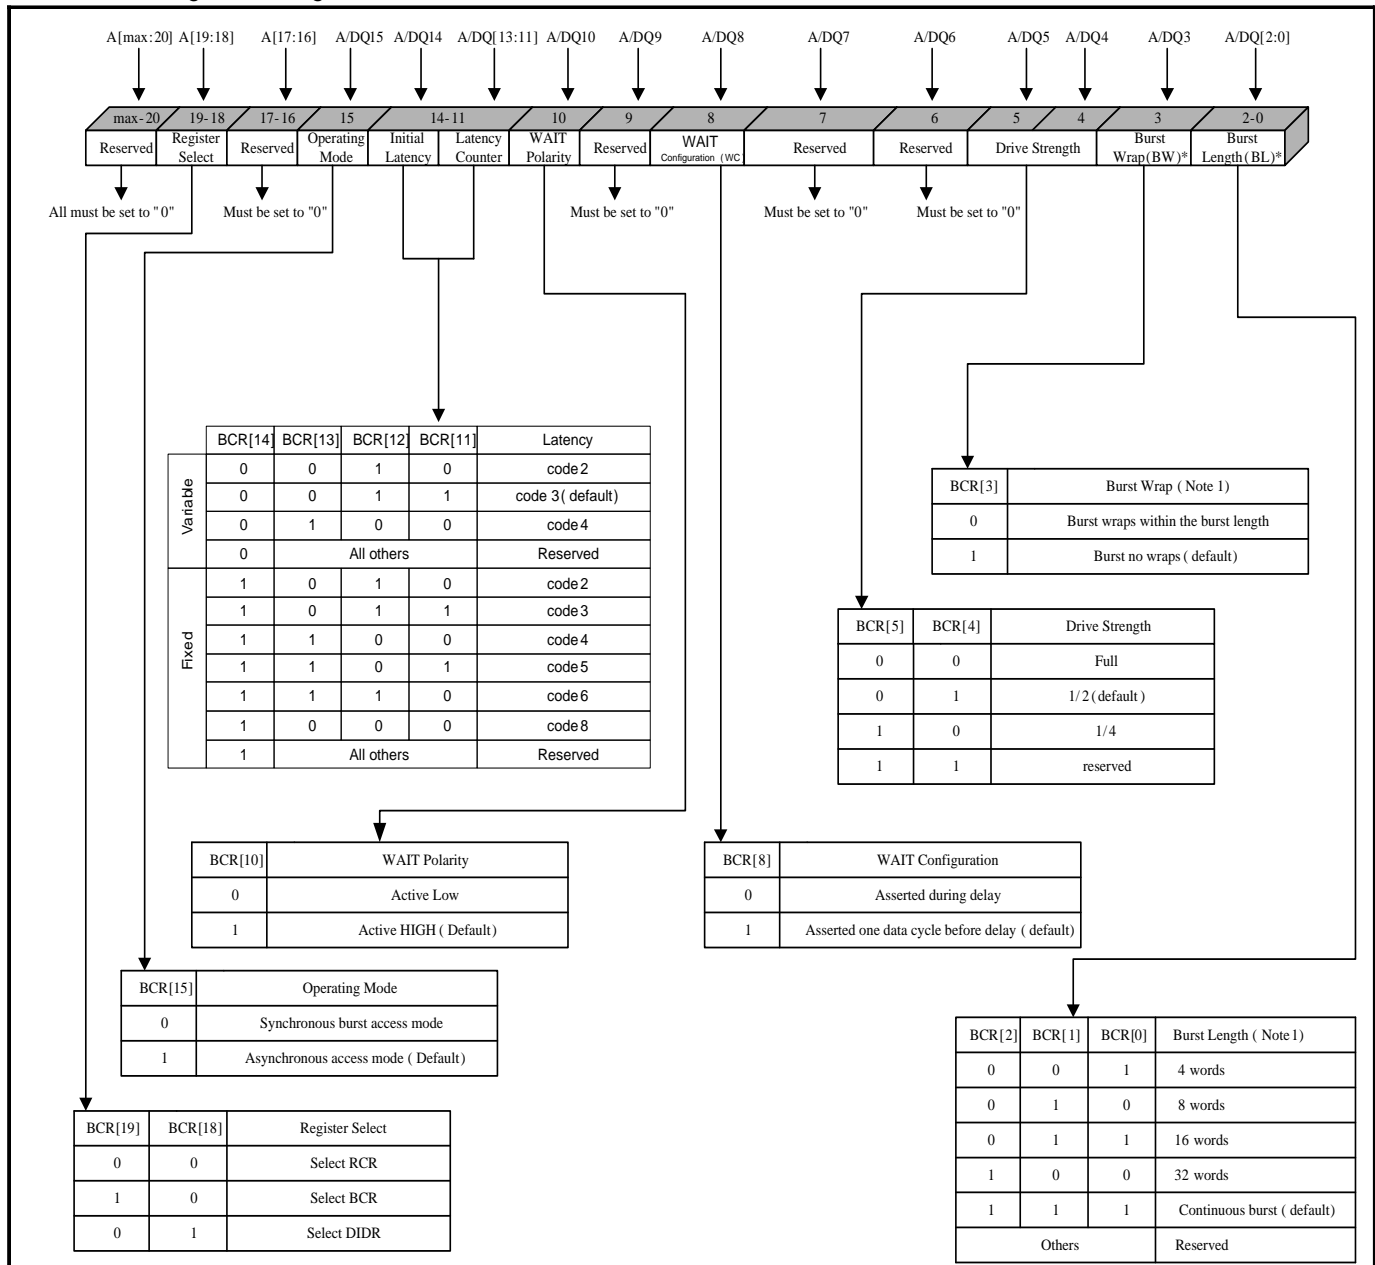 A[max:20] A[19:18] A[17:16] A/DQ15 A/DQ14 A/DQ[13:11] A/DQ10 A/DQ9 A/DQ8 A/DQ7 A/DQ6 A/DQ5 A/DQ4 A/DQ3 A/DQ[2:0]
max-20 19-18 17-16 15 14-11 10 9 8 7 6 5 4 3 2-0
Reserved Register Select Reserved Operating Mode Initial Latency Latency Counter WAIT Polarity Reserved WAIT Configuration (WC Reserved Reserved Drive Strength Burst Wrap(BW)* Burst Length(BL)*
All must be set to "0" Must be set to "0" Must be set to "0" Must be set to "0" Must be set to "0"
BCR[14] BCR[13] BCR[12] BCR[11] Latency
Variable
0 0 1 0 code 2
0 0 1 1 code 3( default)
0 1 0 0 code 4
0 All others Reserved
Fixed
1 0 1 0 code 2
1 0 1 1 code 3
1 1 0 0 code 4
1 1 0 1 code 5
1 1 1 0 code 6
1 0 0 0 code 8
1 All others Reserved
BCR[3] Burst Wrap ( Note 1)
0 Burst wraps within the burst length
1 Burst no wraps ( default)
BCR[5] BCR[4] Drive Strength
0 0 Full
0 1 1/2 (default )
1 0 1/4
1 1 reserved
BCR[10] WAIT Polarity
0 Active Low
1 Active HIGH ( Default)
BCR[8] WAIT Configuration
0 Asserted during delay
1 Asserted one data cycle before delay ( default)
BCR[15] Operating Mode
0 Synchronous burst access mode
1 Asynchronous access mode ( Default)
BCR[2] BCR[1] BCR[0] Burst Length ( Note 1)
0 0 1 4 words
0 1 0 8 words
0 1 1 16 words
1 0 0 32 words
1 1 1 Continuous burst ( default)
Others Reserved
BCR[19] BCR[18] Register Select
0 0 Select RCR
1 0 Select BCR
0 1 Select DIDR